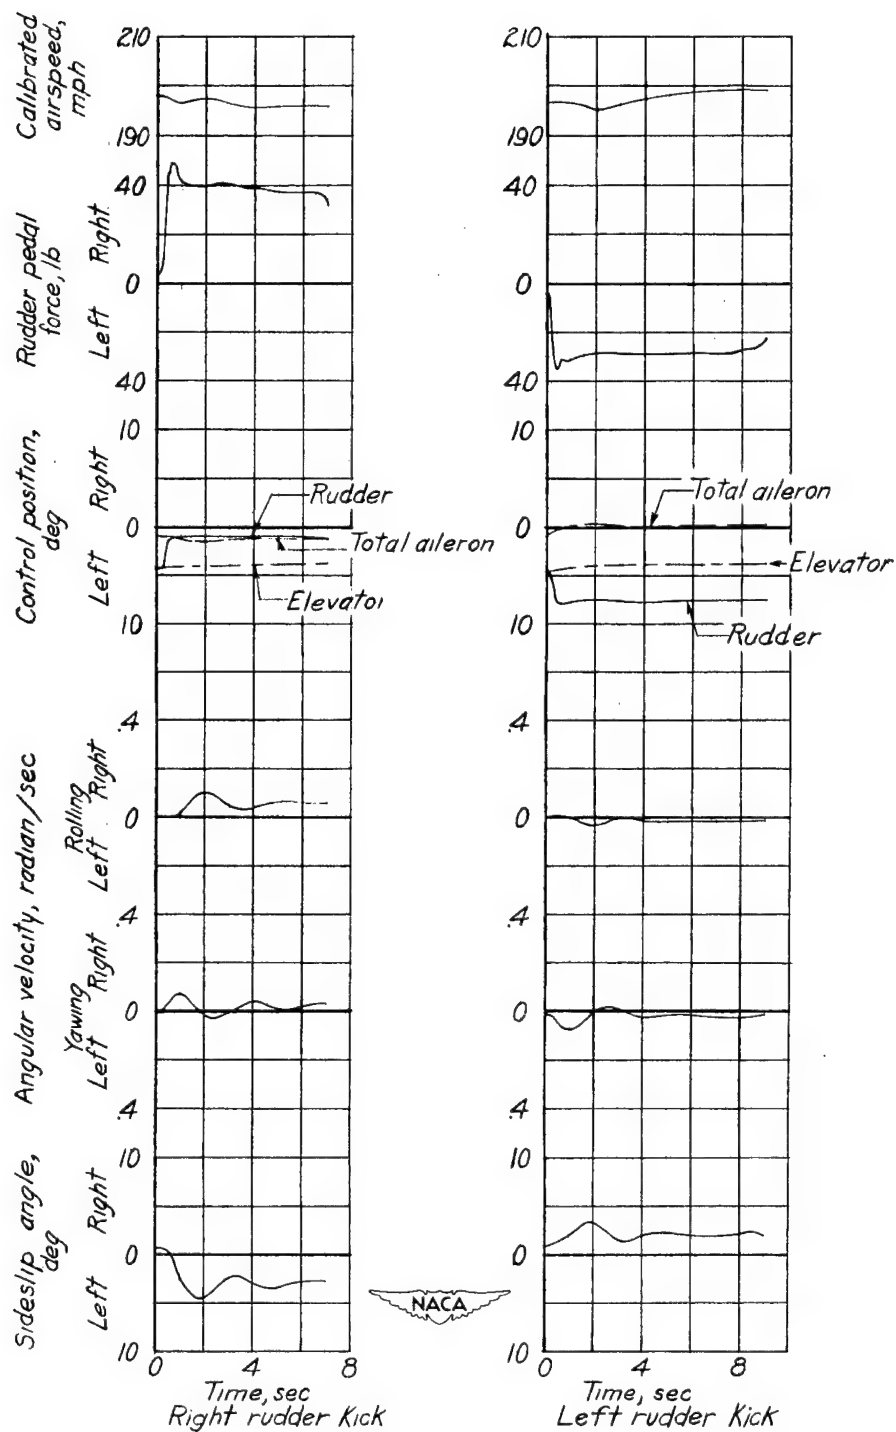 Calibrated
airspeed,
mph
210
190
Rudder pedal
force, lb
Left Right
40
0
40
Control position,
deg
Left Right
10
0
10
Rudder
Total aileron
Elevator
Angular velocity, radian/sec
Rolling
Left Right
.4
0
.4
Yawing
Left Right
0
.4
Sideslip angle,
deg
Left Right
10
0
10
0 4 8
Time, sec
Right rudder Kick
NACA
210
190
40
0
40
10
0
10
Total aileron
Elevator
Rudder
.4
0
.4
0
.4
10
0
10
0 4 8
Time, sec
Left rudder Kick